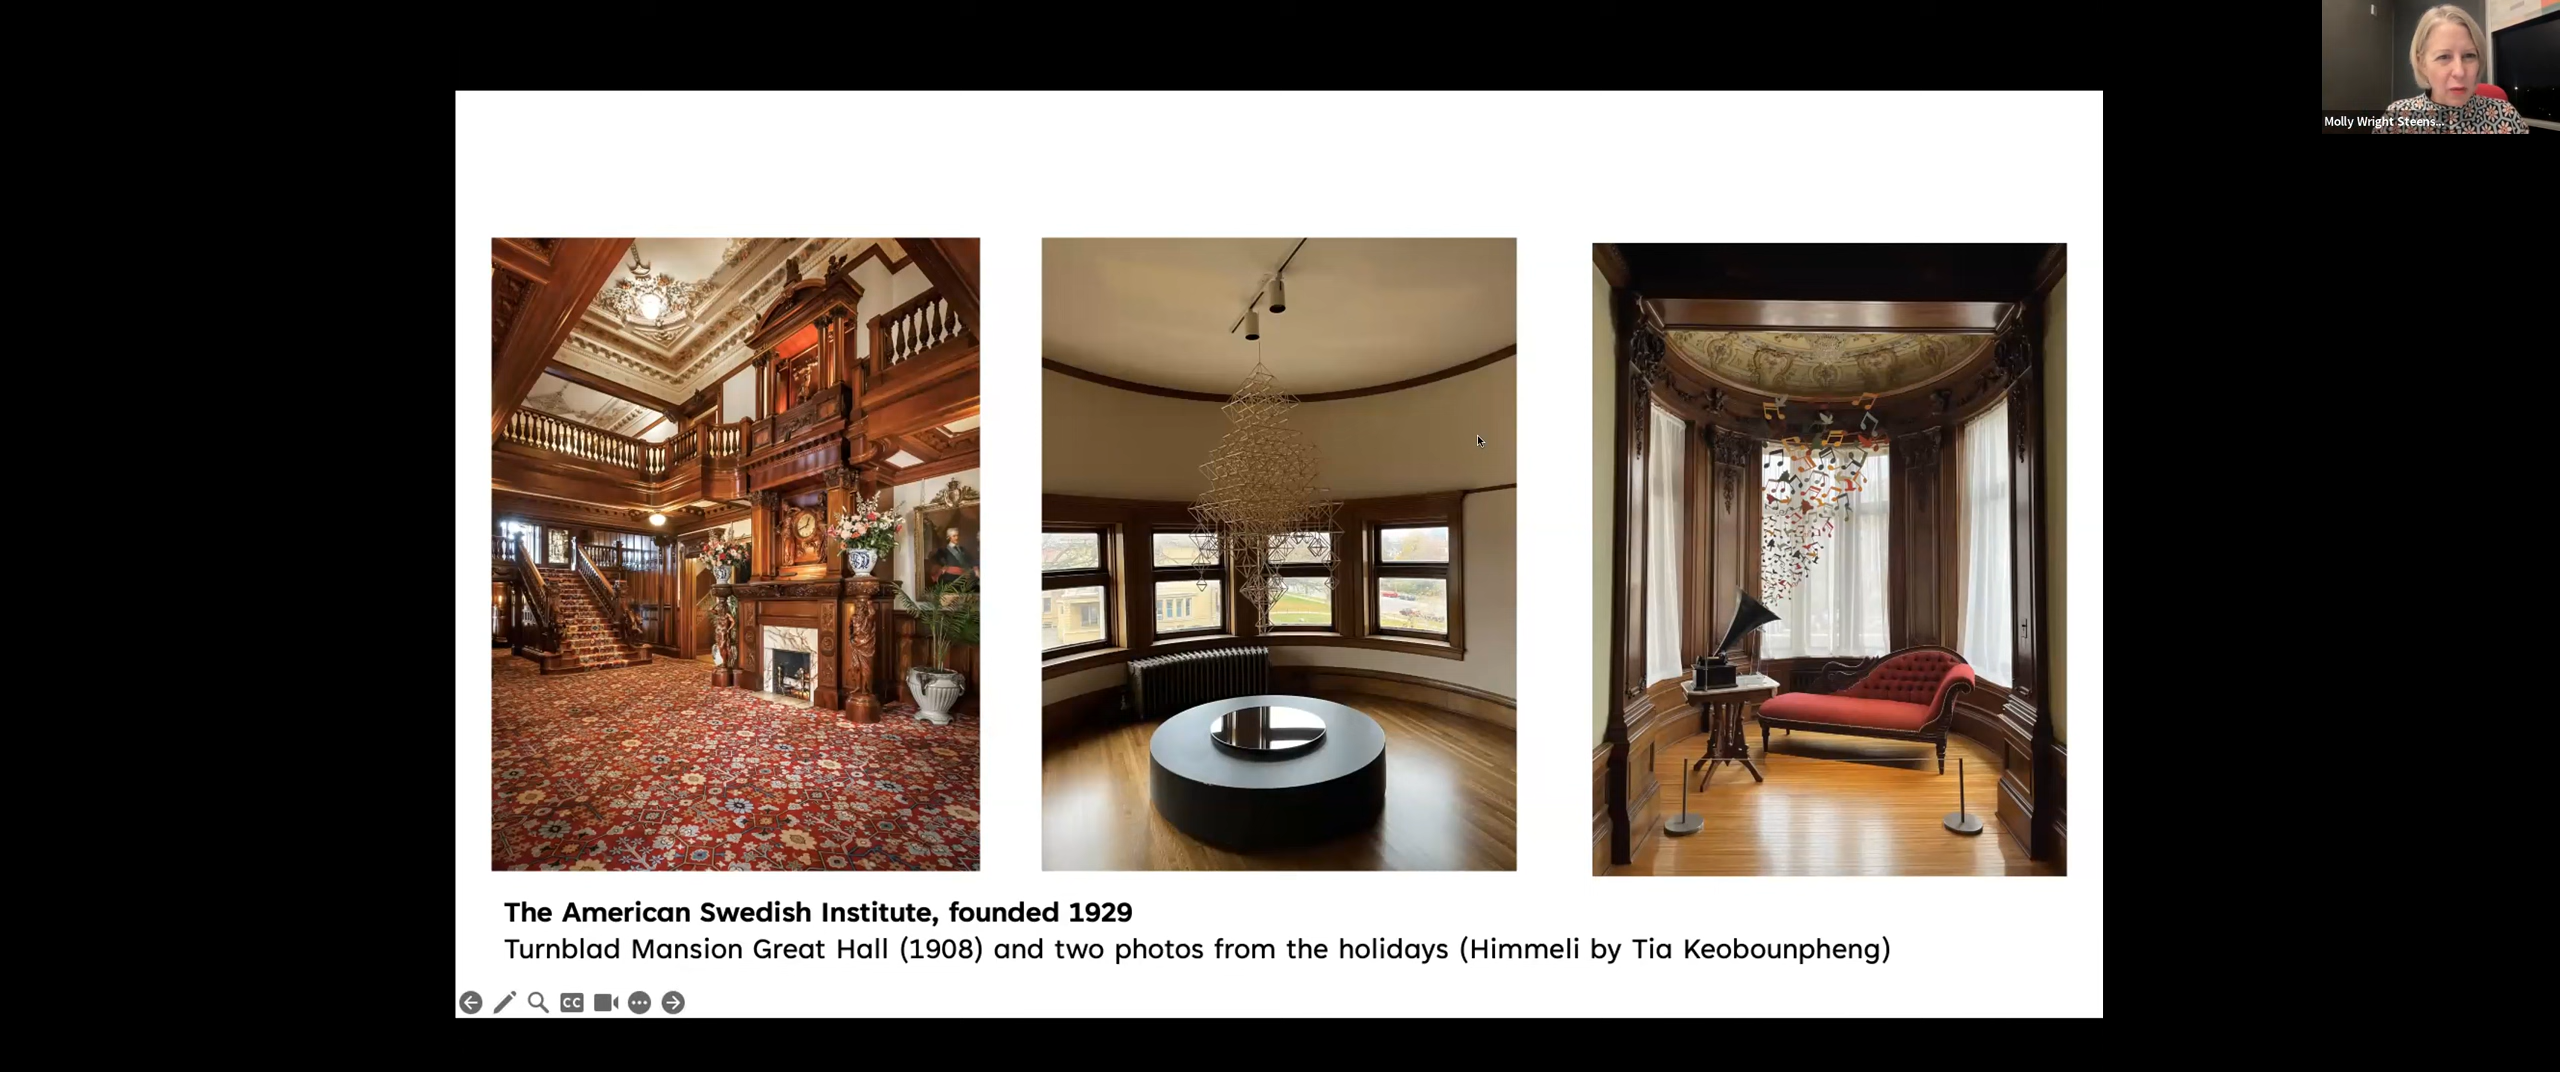 Molly Wright Steens...
The American Swedish Institute, founded 1929
Turnblad Mansion Great Hall (1908) and two photos from the holidays (Himmeli by Tia Keobounpheng)
CC